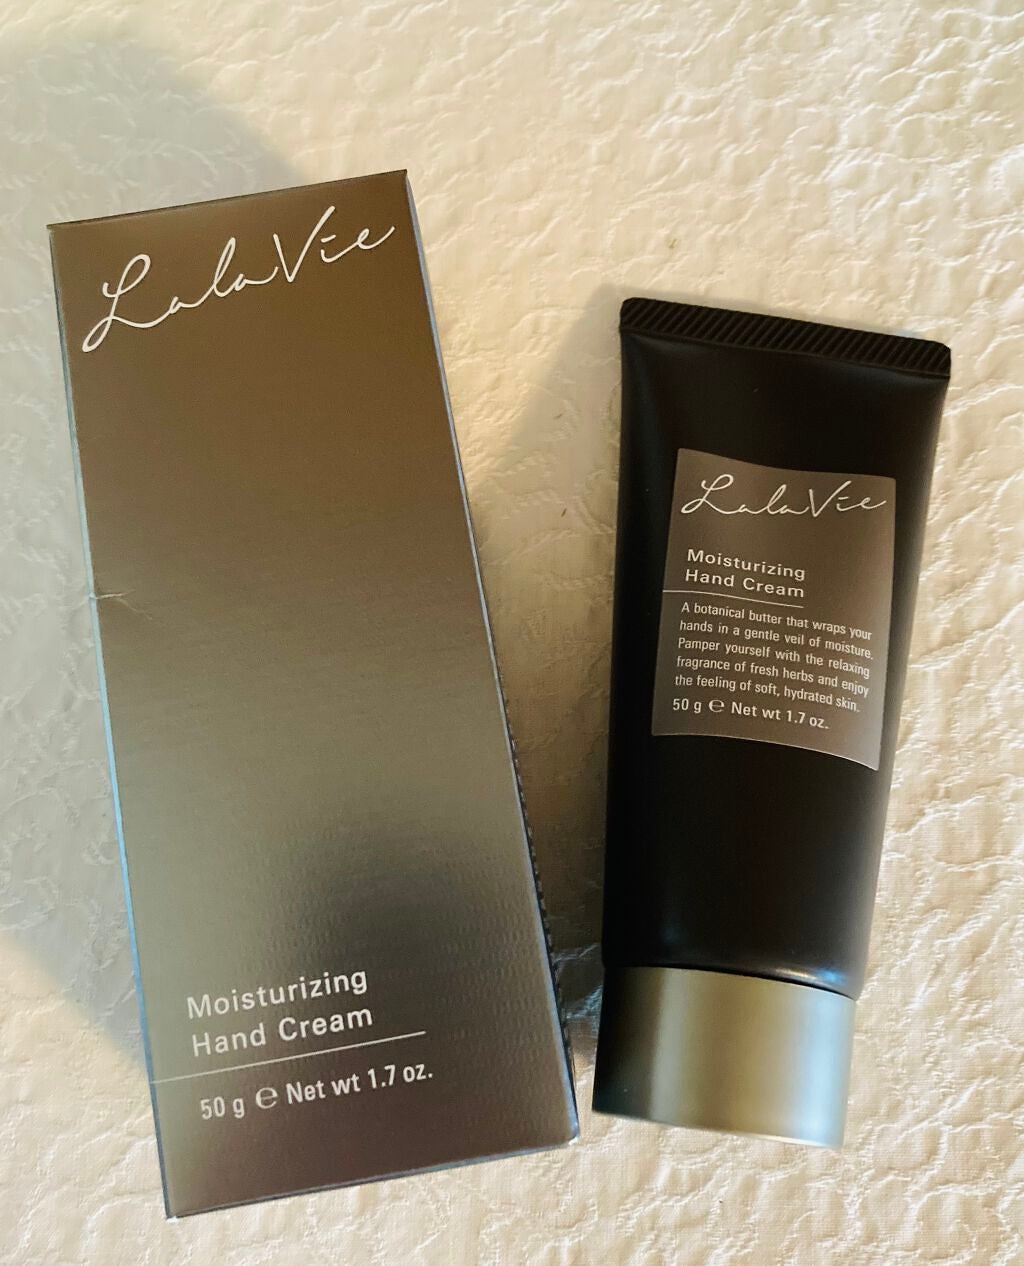 LalaVie
Moisturizing
Hand Cream
50 g ℮ Net wt 1.7 oz.
LalaVie
Moisturizing
Hand Cream
A botanical butter that wraps your
hands in a gentle veil of moisture.
Pamper yourself with the relaxing
fragrance of fresh herbs and enjoy
the feeling of soft, hydrated skin.
50 g ℮ Net wt 1.7 oz.